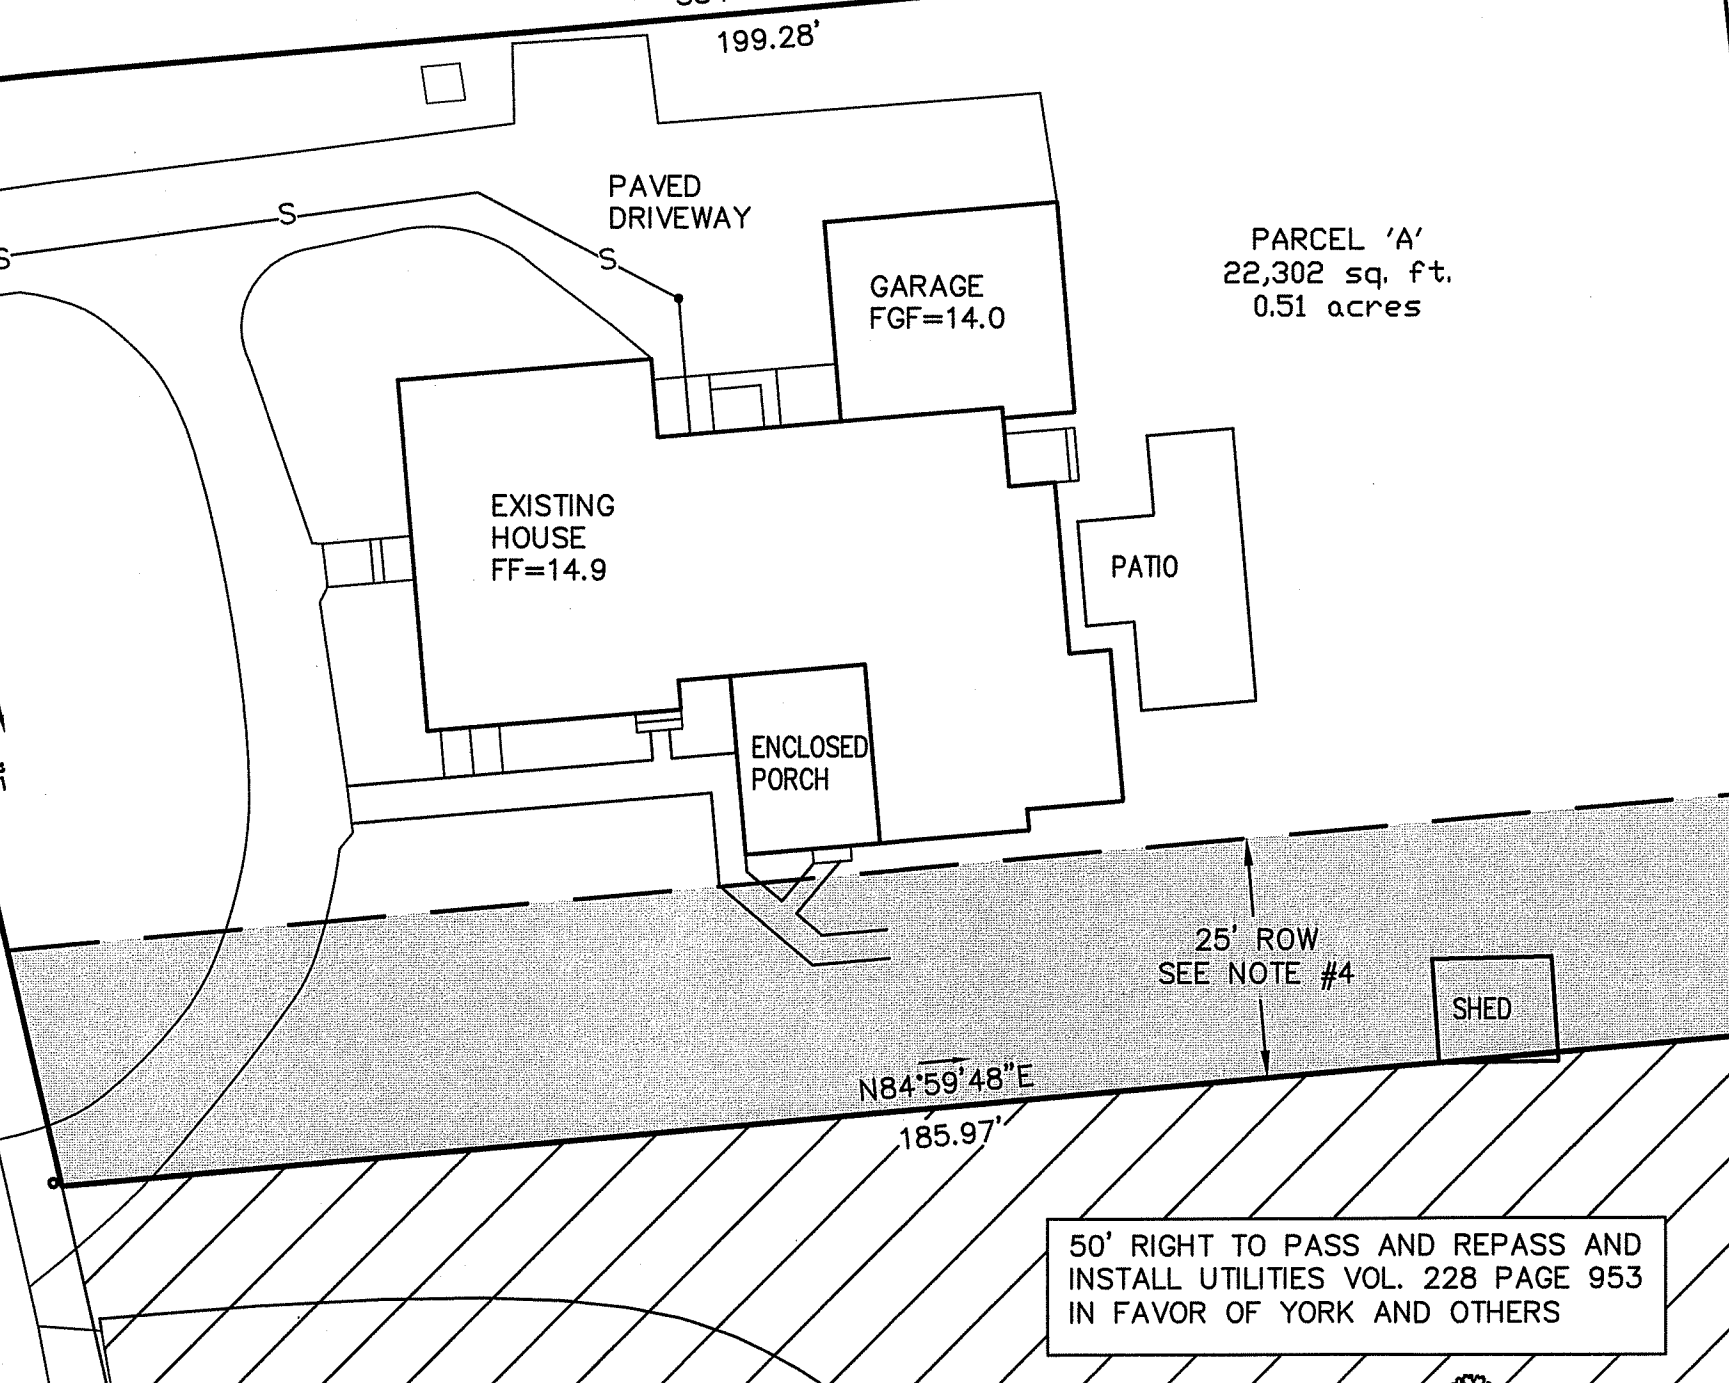 199.28'
PAVED
DRIVEWAY
S
S
S
PARCEL 'A'
22,302 sq. ft.
0.51 acres
GARAGE
FGF=14.0
EXISTING
HOUSE
FF=14.9
PATIO
ENCLOSED
PORCH
25' ROW
SEE NOTE #4
SHED
N84°59'48"E
185.97'
50' RIGHT TO PASS AND REPASS AND
INSTALL UTILITIES VOL. 228 PAGE 953
IN FAVOR OF YORK AND OTHERS